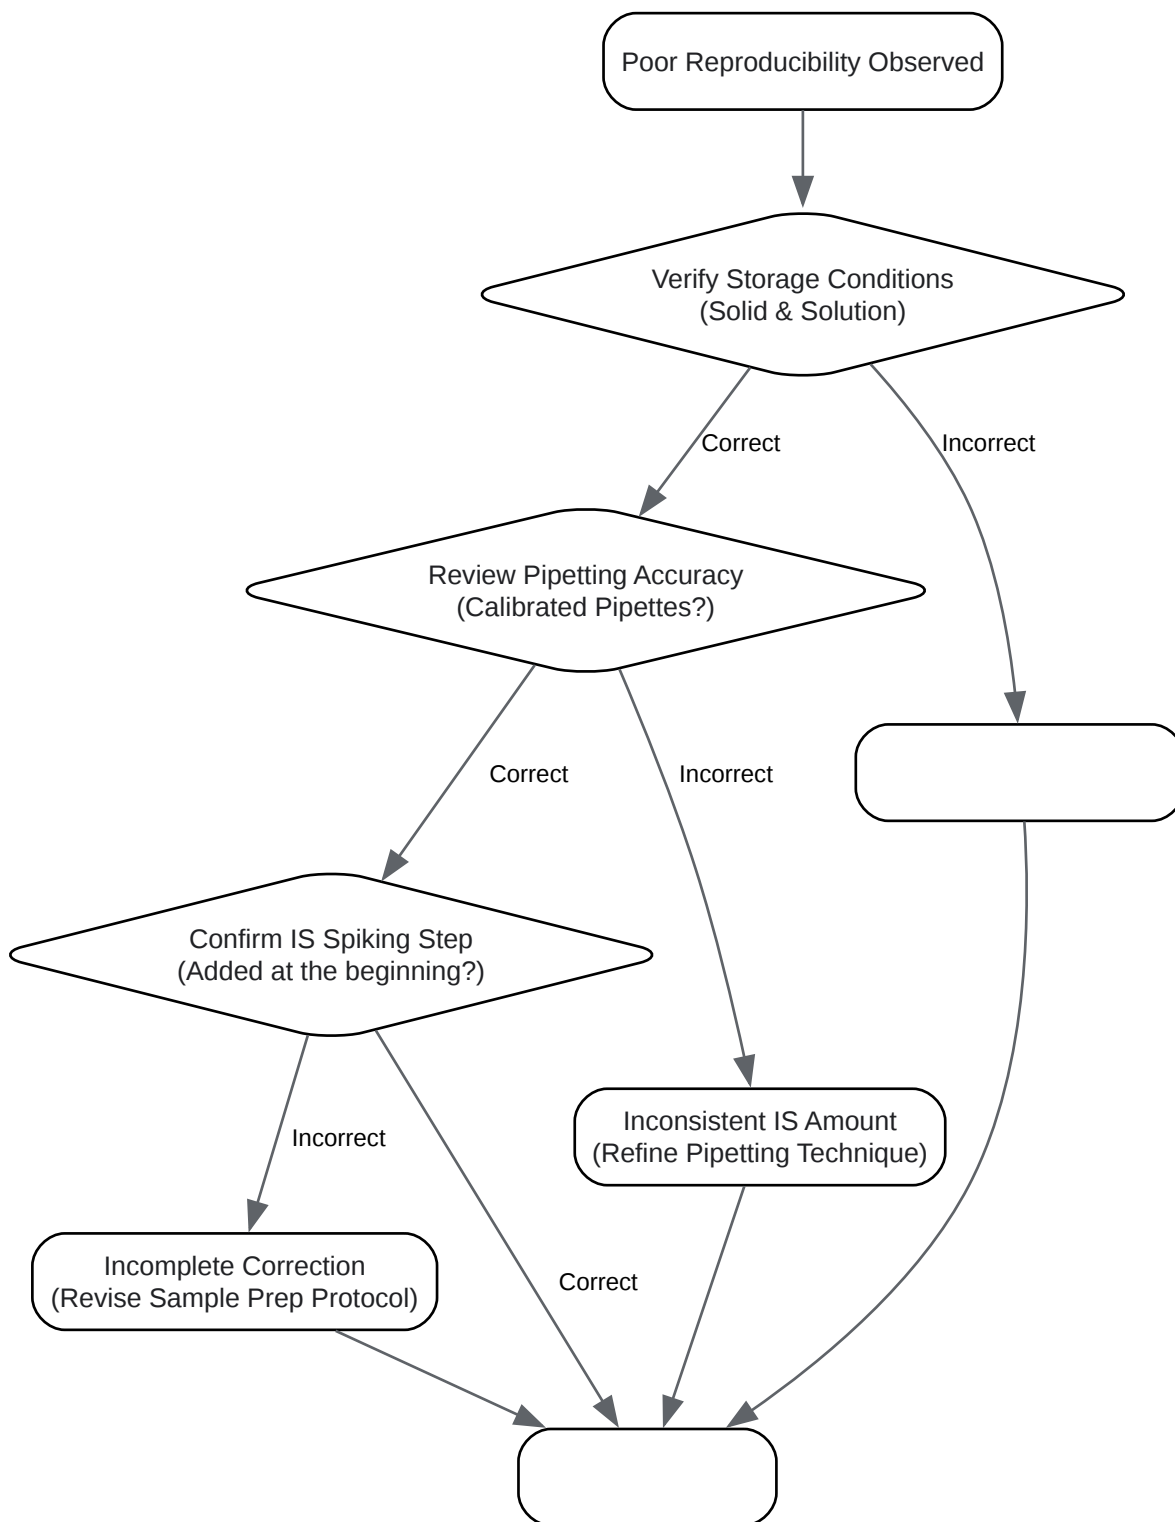 Poor Reproducibility Observed
Verify Storage Conditions
(Solid & Solution)
Correct
Incorrect
Review Pipetting Accuracy
(Calibrated Pipettes?)
Correct
Incorrect
Confirm IS Spiking Step
(Added at the beginning?)
Inconsistent IS Amount
(Refine Pipetting Technique)
Incorrect
Incomplete Correction
(Revise Sample Prep Protocol)
Correct